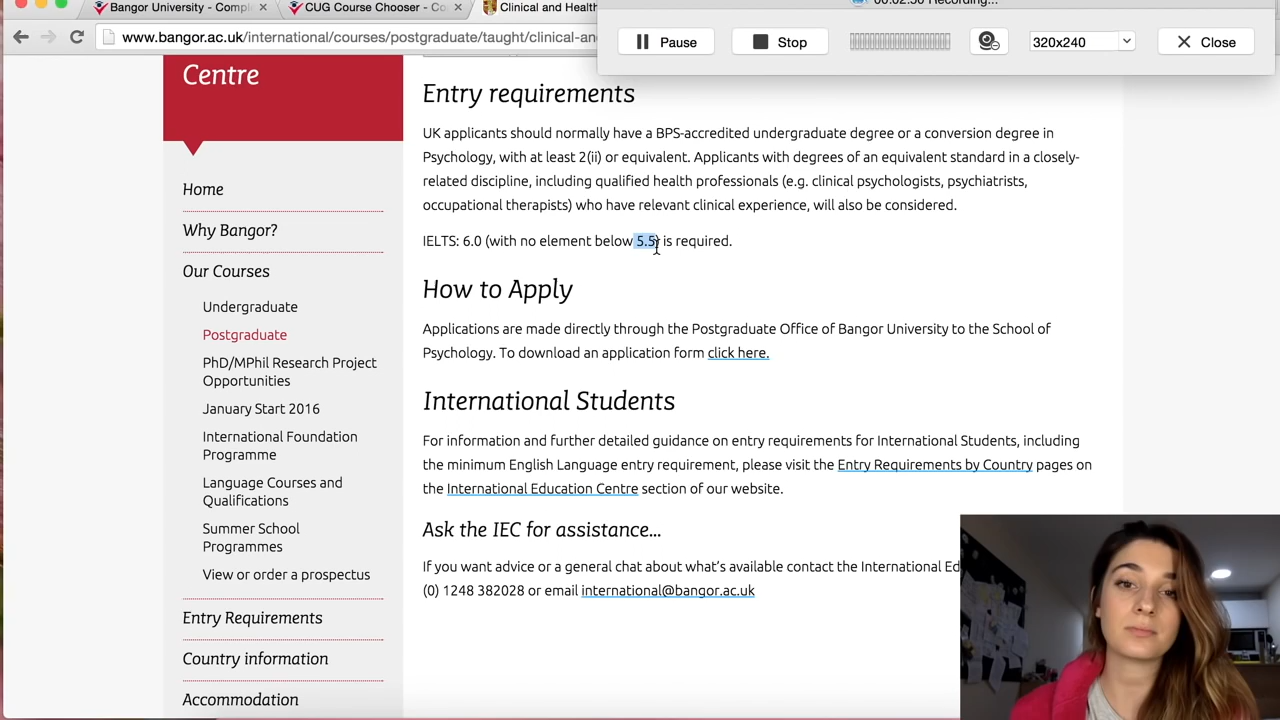 Bangor University - Comple
CUG Course Chooser - Co
Clinical and Health
00:02:50 Recording...
www.bangor.ac.uk/international/courses/postgraduate/taught/clinical-an
Pause
Stop
320x240
Close
Centre
Home
Why Bangor?
Our Courses
Undergraduate
Postgraduate
PhD/MPhil Research Project
Opportunities
January Start 2016
International Foundation
Programme
Language Courses and
Qualifications
Summer School
Programmes
View or order a prospectus
Entry Requirements
Country information
Accommodation
Entry requirements
UK applicants should normally have a BPS-accredited undergraduate degree or a conversion degree in
Psychology, with at least 2(ii) or equivalent. Applicants with degrees of an equivalent standard in a closely-
related discipline, including qualified health professionals (e.g. clinical psychologists, psychiatrists,
occupational therapists) who have relevant clinical experience, will also be considered.
IELTS: 6.0 (with no element below 5.5) is required.
How to Apply
Applications are made directly through the Postgraduate Office of Bangor University to the School of
Psychology. To download an application form click here.
International Students
For information and further detailed guidance on entry requirements for International Students, including
the minimum English Language entry requirement, please visit the Entry Requirements by Country pages on
the International Education Centre section of our website.
Ask the IEC for assistance...
If you want advice or a general chat about what's available contact the International Ed
(0) 1248 382028 or email international@bangor.ac.uk